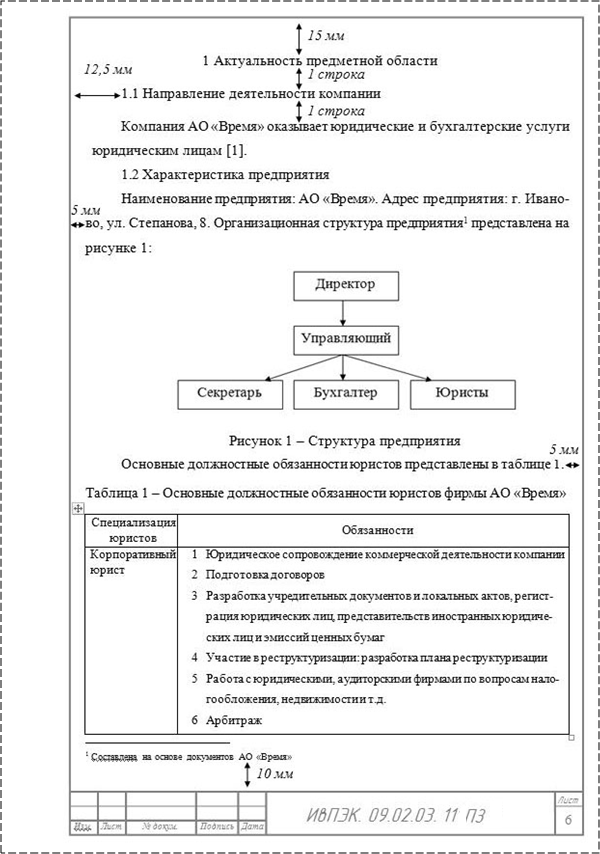 15 мм
1 Актуальность предметной области
12,5 мм
1 строка
1.1 Направление деятельности компании
1 строка
Компания АО «Время» оказывает юридические и бухгалтерские услуги
юридическим лицам [1].
1.2 Характеристика предприятия
Наименование предприятия: АО «Время». Адрес предприятия: г. Ивано-
5 мм
во, ул. Степанова, 8. Организационная структура предприятия1 представлена на
рисунке 1:
Директор
Управляющий
Секретарь Бухгалтер Юристы
Рисунок 1 – Структура предприятия
5 мм
Основные должностные обязанности юристов представлены в таблице 1.
Таблица 1 – Основные должностные обязанности юристов фирмы АО «Время»
Специализация
юристов
Обязанности
Корпоративный
юрист
1 Юридическое сопровождение коммерческой деятельности компании
2 Подготовка договоров
3 Разработка учредительных документов и локальных актов, регист-
рация юридических лиц, представительств иностранных юридиче-
ских лиц и эмиссий ценных бумаг
4 Участие в реструктуризации: разработка плана реструктуризации
5 Работа с юридическими, аудиторскими фирмами по вопросам нало-
гообложения, недвижимости и т.д.
6 Арбитраж
1 Составлена на основе документов АО «Время»
10 мм
ИвПЭК. 09.02.03. 11 ПЗ
Лист
6
Изм. Лист № докум. Подпись Дата